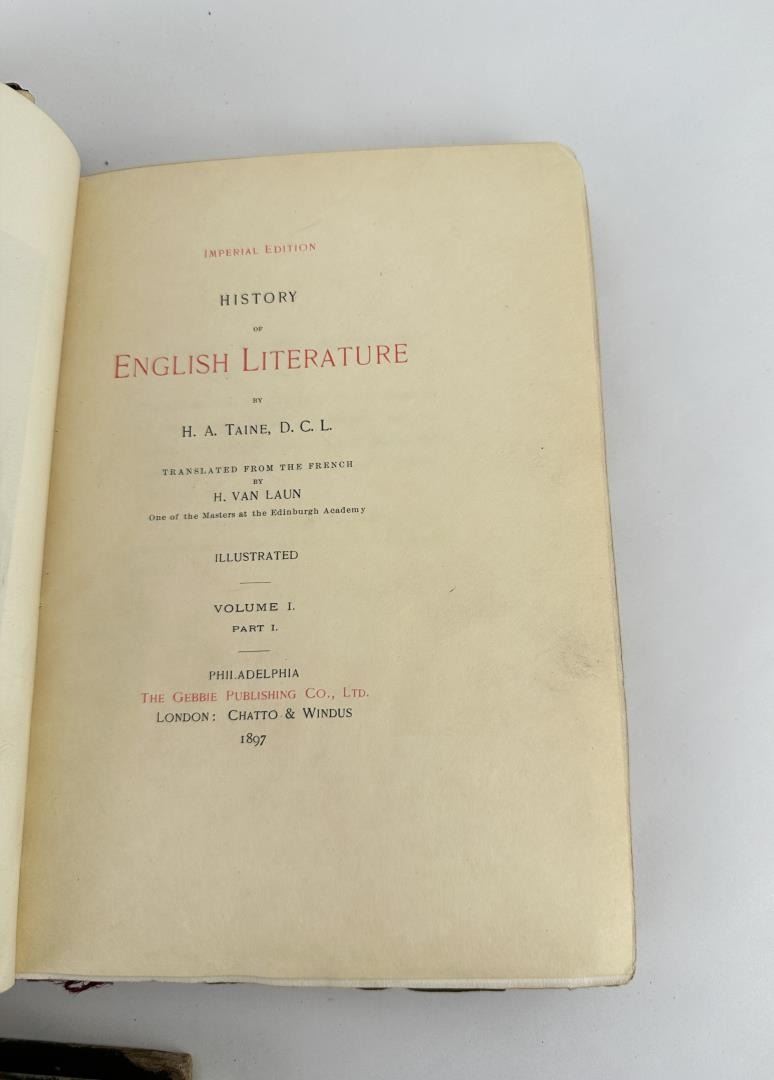 IMPERIAL EDITION
HISTORY
OF
ENGLISH LITERATURE
BY
H. A. TAINE, D. C. L.
TRANSLATED FROM THE FRENCH
BY
H. VAN LAUN
One of the Masters at the Edinburgh Academy
ILLUSTRATED
VOLUME I.
PART I.
PHILADELPHIA
THE GEBBIE PUBLISHING CO., LTD.
LONDON: CHATTO & WINDUS
1897